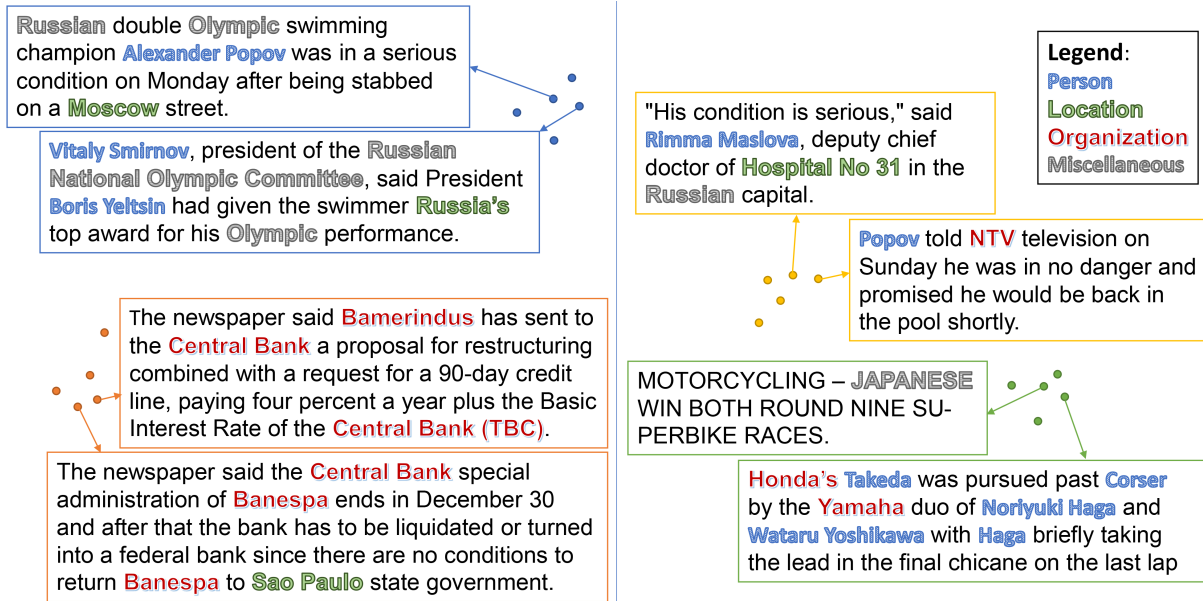 Russian double Olympic swimming
champion Alexander Popov was in a serious
condition on Monday after being stabbed
on a Moscow street.
Vitaly Smirnov, president of the Russian
National Olympic Committee, said President
Boris Yeltsin had given the swimmer Russia's
top award for his Olympic performance.
The newspaper said Bamerindus has sent to
the Central Bank a proposal for restructuring
combined with a request for a 90-day credit
line, paying four percent a year plus the Basic
Interest Rate of the Central Bank (TBC).
The newspaper said the Central Bank special
administration of Banespa ends in December 30
and after that the bank has to be liquidated or turned
into a federal bank since there are no conditions to
return Banespa to Sao Paulo state government.
Legend:
Person
Location
Organization
Miscellaneous
"His condition is serious," said
Rimma Maslova, deputy chief
doctor of Hospital No 31 in the
Russian capital.
Popov told NTV television on
Sunday he was in no danger and
promised he would be back in
the pool shortly.
MOTORCYCLING – JAPANESE
WIN BOTH ROUND NINE SU-
PERBIKE RACES.
Honda's Takeda was pursued past Corser
by the Yamaha duo of Noriyuki Haga and
Wataru Yoshikawa with Haga briefly taking
the lead in the final chicane on the last lap